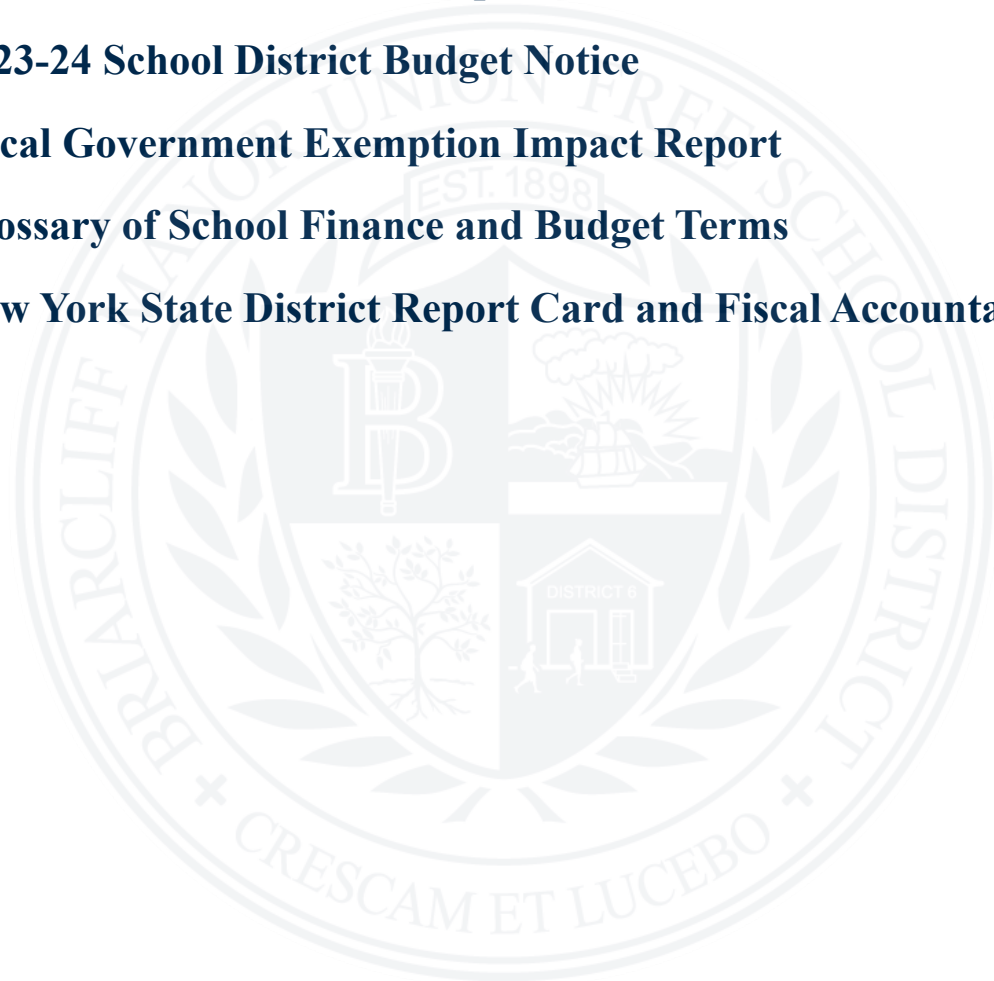 23-24 School District Budget Notice
cal Government Exemption Impact Report
ossary of School Finance and Budget Terms
w York State District Report Card and Fiscal Accounta
BRIARCLIFF MANOR UNION FREE SCHOOL DISTRICT
EST. 1898
B
DISTRICT 6
CRESCAM ET LUCEBO